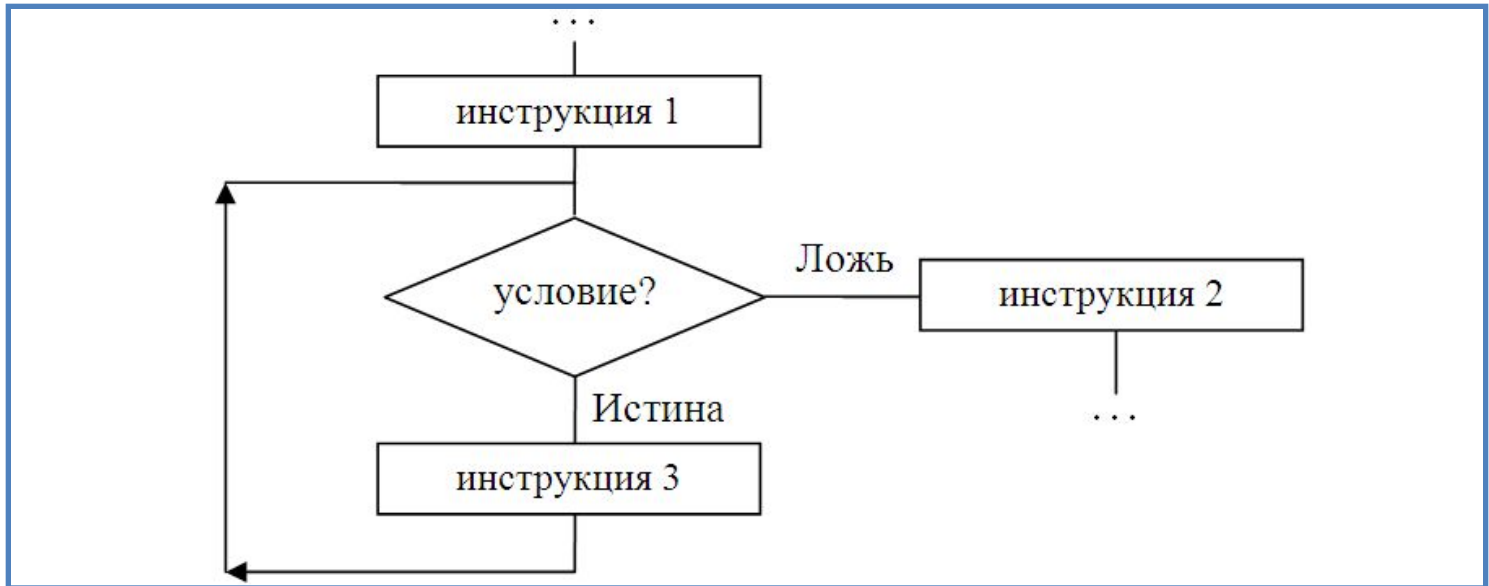 ...
инструкция 1
условие?
Ложь
инструкция 2
...
Истина
инструкция 3